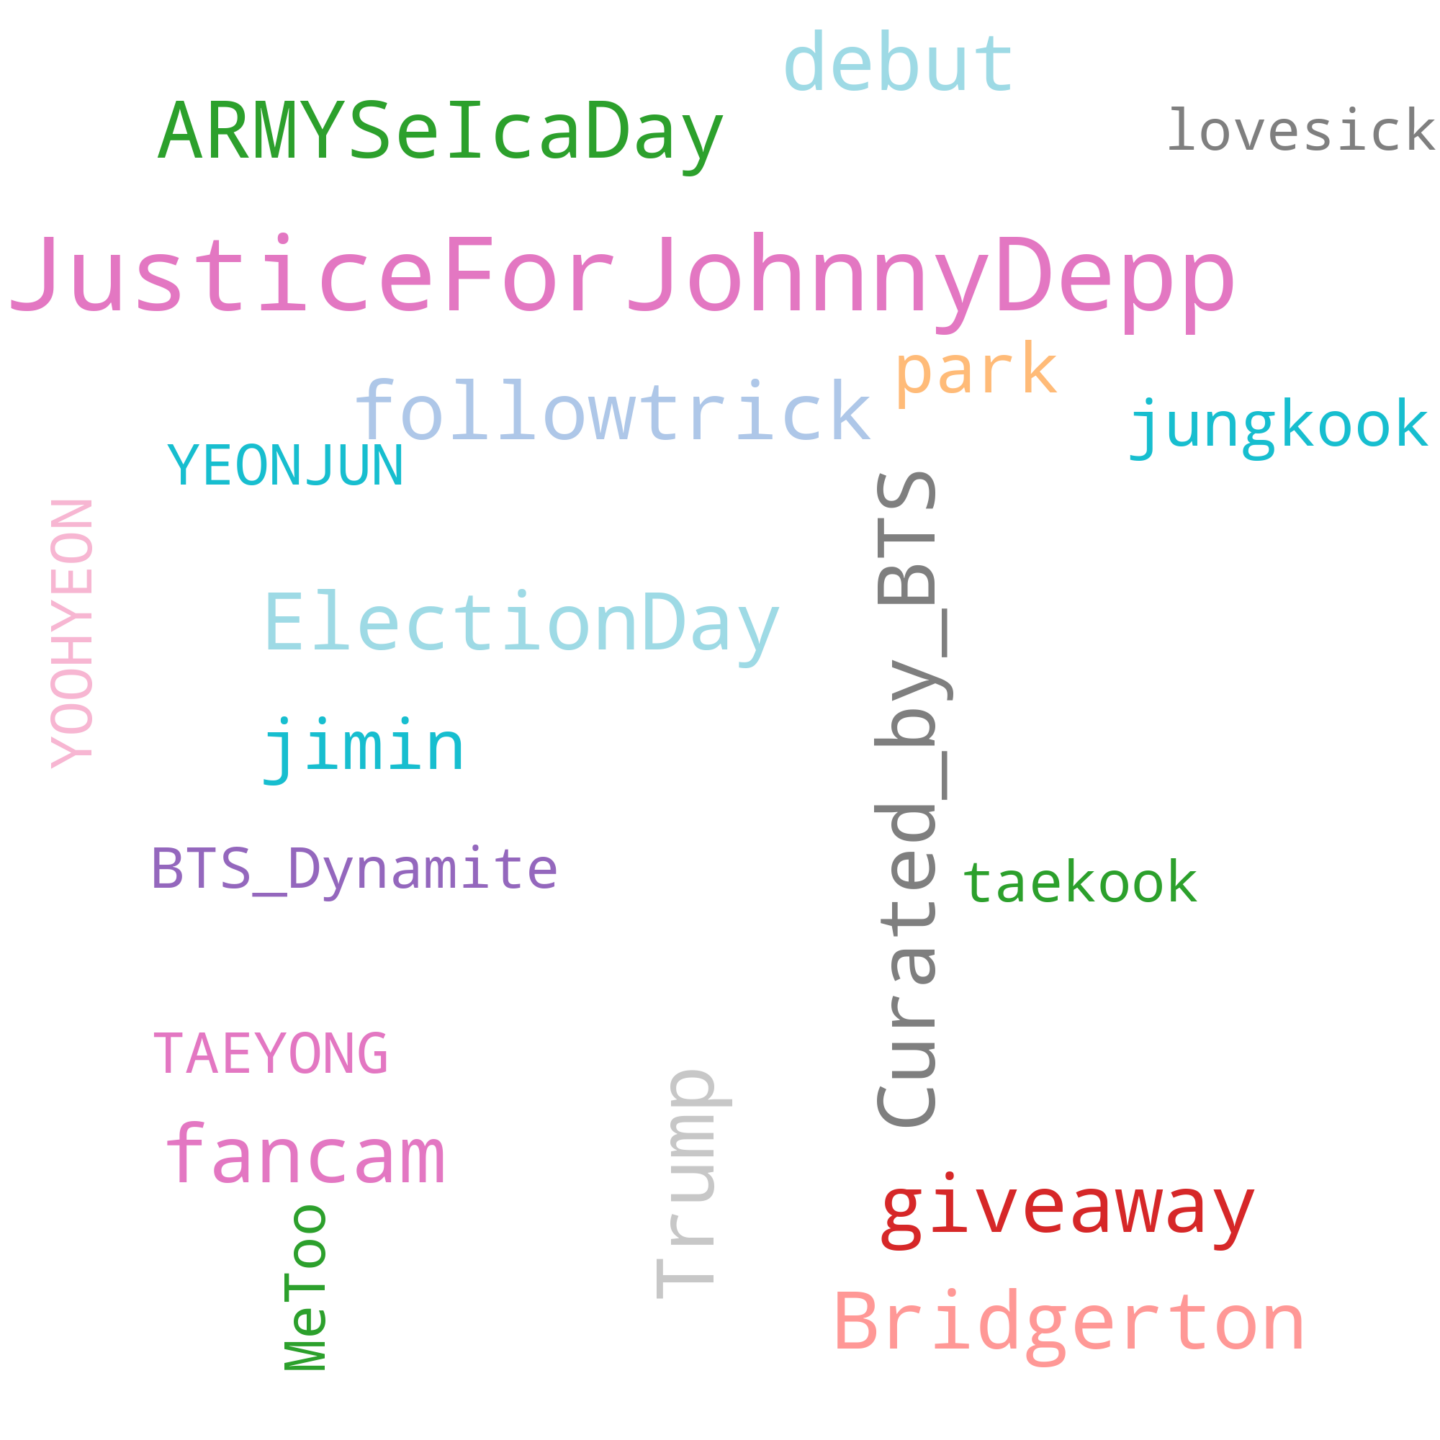 debut
ARMYSeIcaDay
lovesick
JusticeForJohnnyDepp
park
followtrick
jungkook
YEONJUN
Curated_by_BTS
YOOHYEON
ElectionDay
jimin
BTS_Dynamite
taekook
TAEYONG
Trump
fancam
giveaway
MeToo
Bridgerton